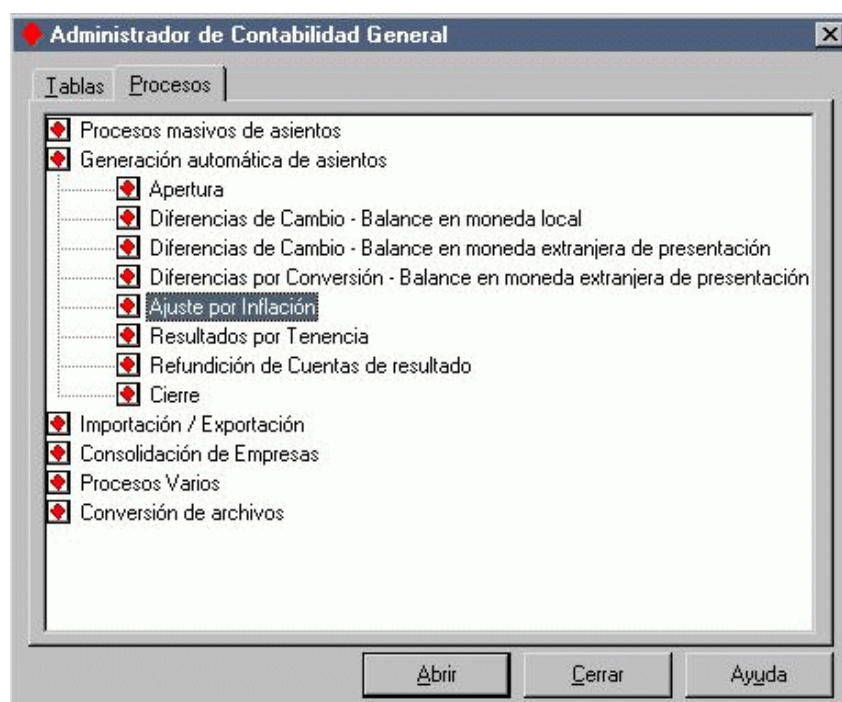 Administrador de Contabilidad General
Tablas Procesos
Procesos masivos de asientos
Generación automática de asientos
Apertura
Diferencias de Cambio - Balance en moneda local
Diferencias de Cambio - Balance en moneda extranjera de presentación
Diferencias por Conversión - Balance en moneda extranjera de presentación
Ajuste por Inflación
Resultados por Tenencia
Refundición de Cuentas de resultado
Cierre
Importación / Exportación
Consolidación de Empresas
Procesos Varios
Conversión de archivos
Abrir Cerrar Ayuda